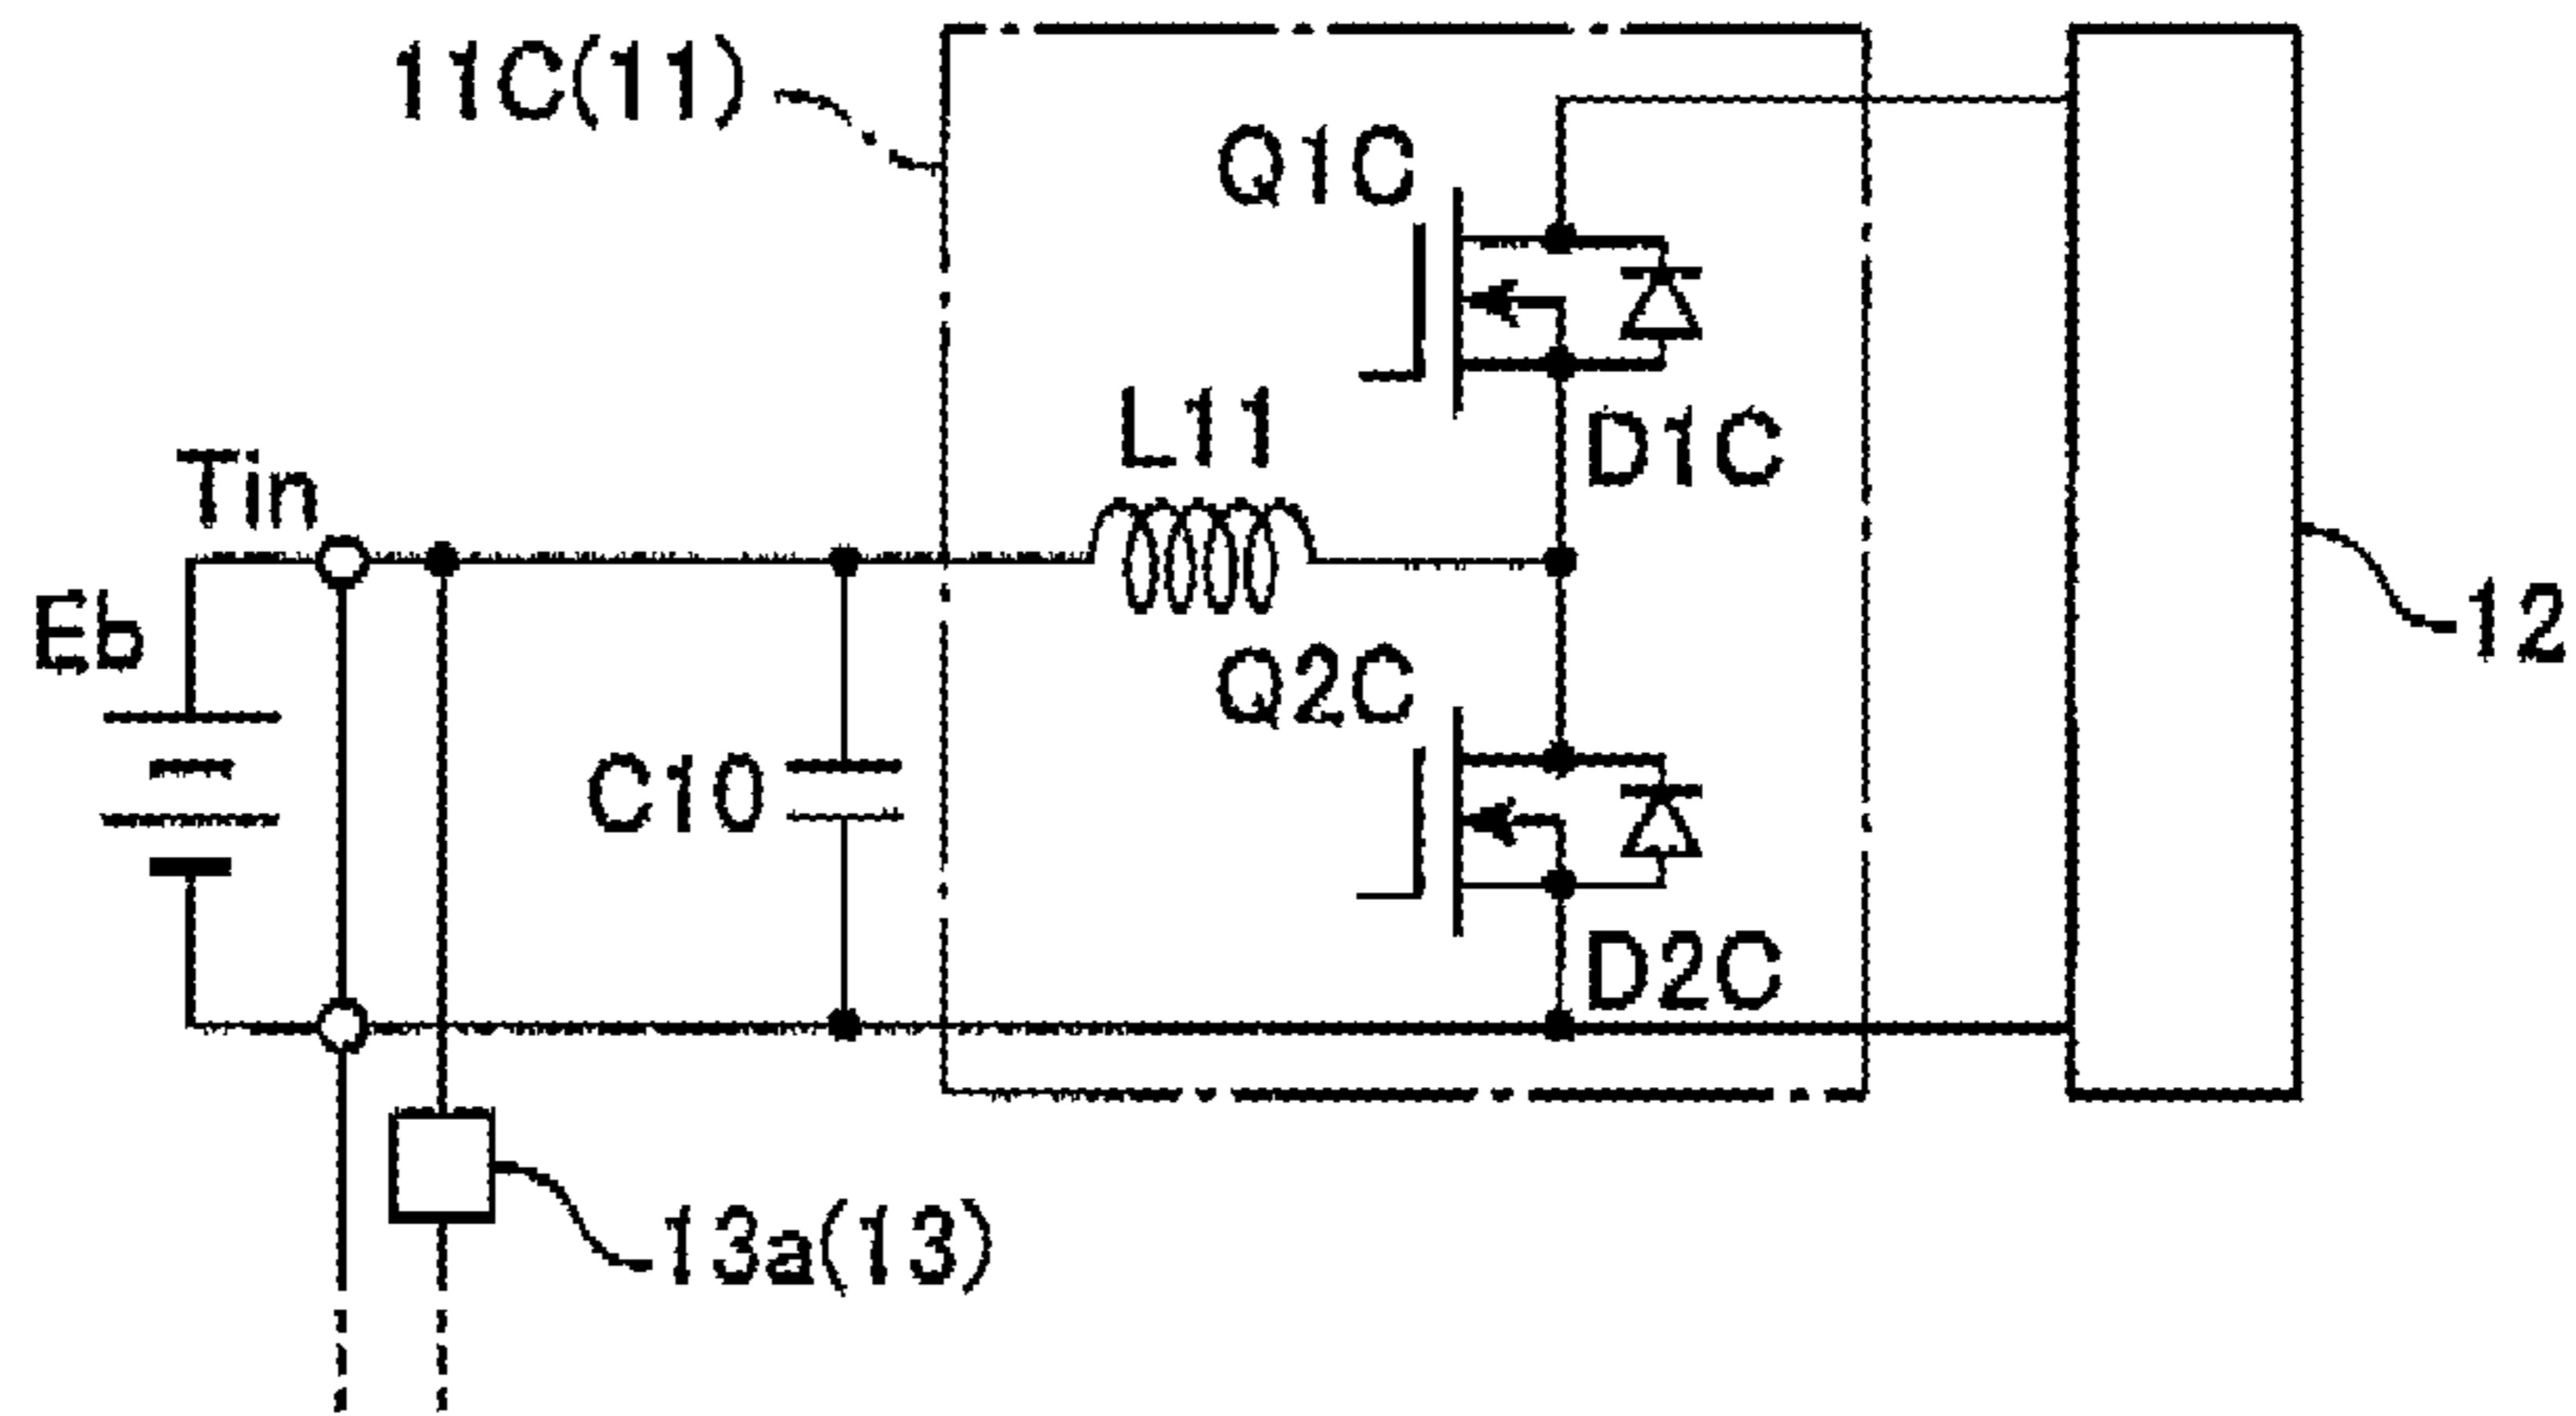 11C(11)
Q1C
L11
D1C
Tin
Eb
12
Q2C
C10
D2C
13a(13)